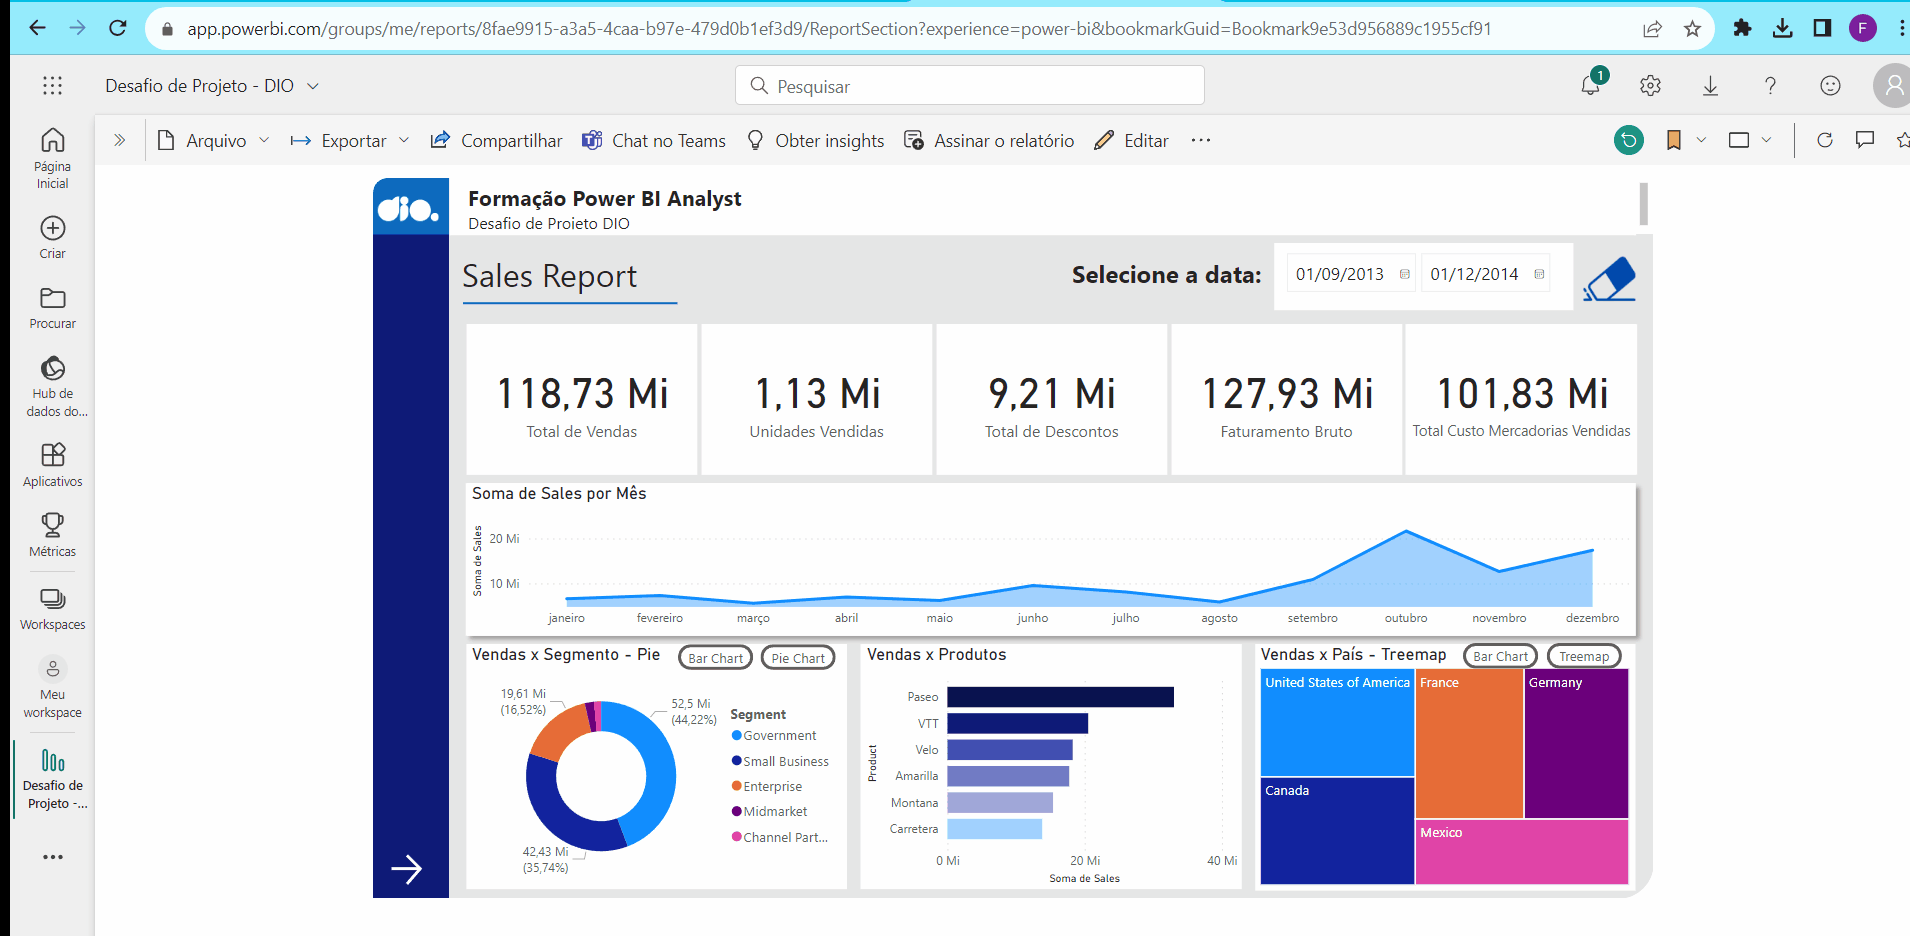 app.powerbi.com/groups/me/reports/8fae9915-a3a5-4caa-b97e-479d0b1ef3d9/ReportSection?experience=power-bi&bookmarkGuid=Bookmark9e53d956889c1955cf91
F
Desafio de Projeto - DIO
Pesquisar
1
?
Arquivo
Exportar
Compartilhar
Chat no Teams
Obter insights
Assinar o relatório
Editar
Página
Inicial
Criar
Procurar
Hub de
dados do...
Aplicativos
Métricas
Workspaces
Meu
workspace
Desafio de
Projeto -...
dio.
Formação Power BI Analyst
Desafio de Projeto DIO
Sales Report
Selecione a data:
01/09/2013
01/12/2014
118,73 Mi
Total de Vendas
1,13 Mi
Unidades Vendidas
9,21 Mi
Total de Descontos
127,93 Mi
Faturamento Bruto
101,83 Mi
Total Custo Mercadorias Vendidas
Soma de Sales por Mês
Soma de Sales
20 Mi
10 Mi
janeiro
fevereiro
março
abril
maio
junho
julho
agosto
setembro
outubro
novembro
dezembro
Vendas x Segmento - Pie
Bar Chart
Pie Chart
19,61 Mi
(16,52%)
52,5 Mi
(44,22%)
42,43 Mi
(35,74%)
Segment
Government
Small Business
Enterprise
Midmarket
Channel Part...
Vendas x Produtos
Product
Paseo
VTT
Velo
Amarilla
Montana
Carretera
0 Mi
20 Mi
40 Mi
Soma de Sales
Vendas x País - Treemap
Bar Chart
Treemap
United States of America
France
Germany
Canada
Mexico